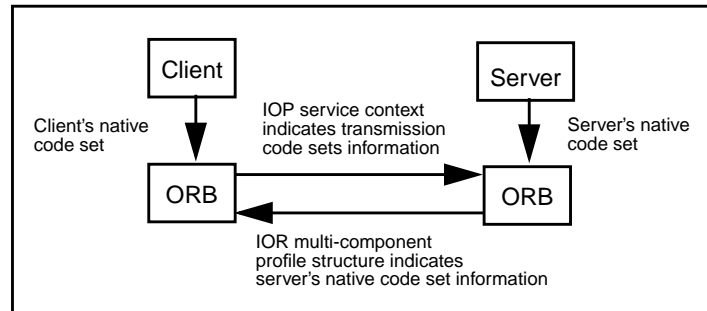 Client
Server
Client's native
code set
IOP service context
indicates transmission
code sets information
Server's native
code set
ORB
ORB
IOR multi-component
profile structure indicates
server's native code set information